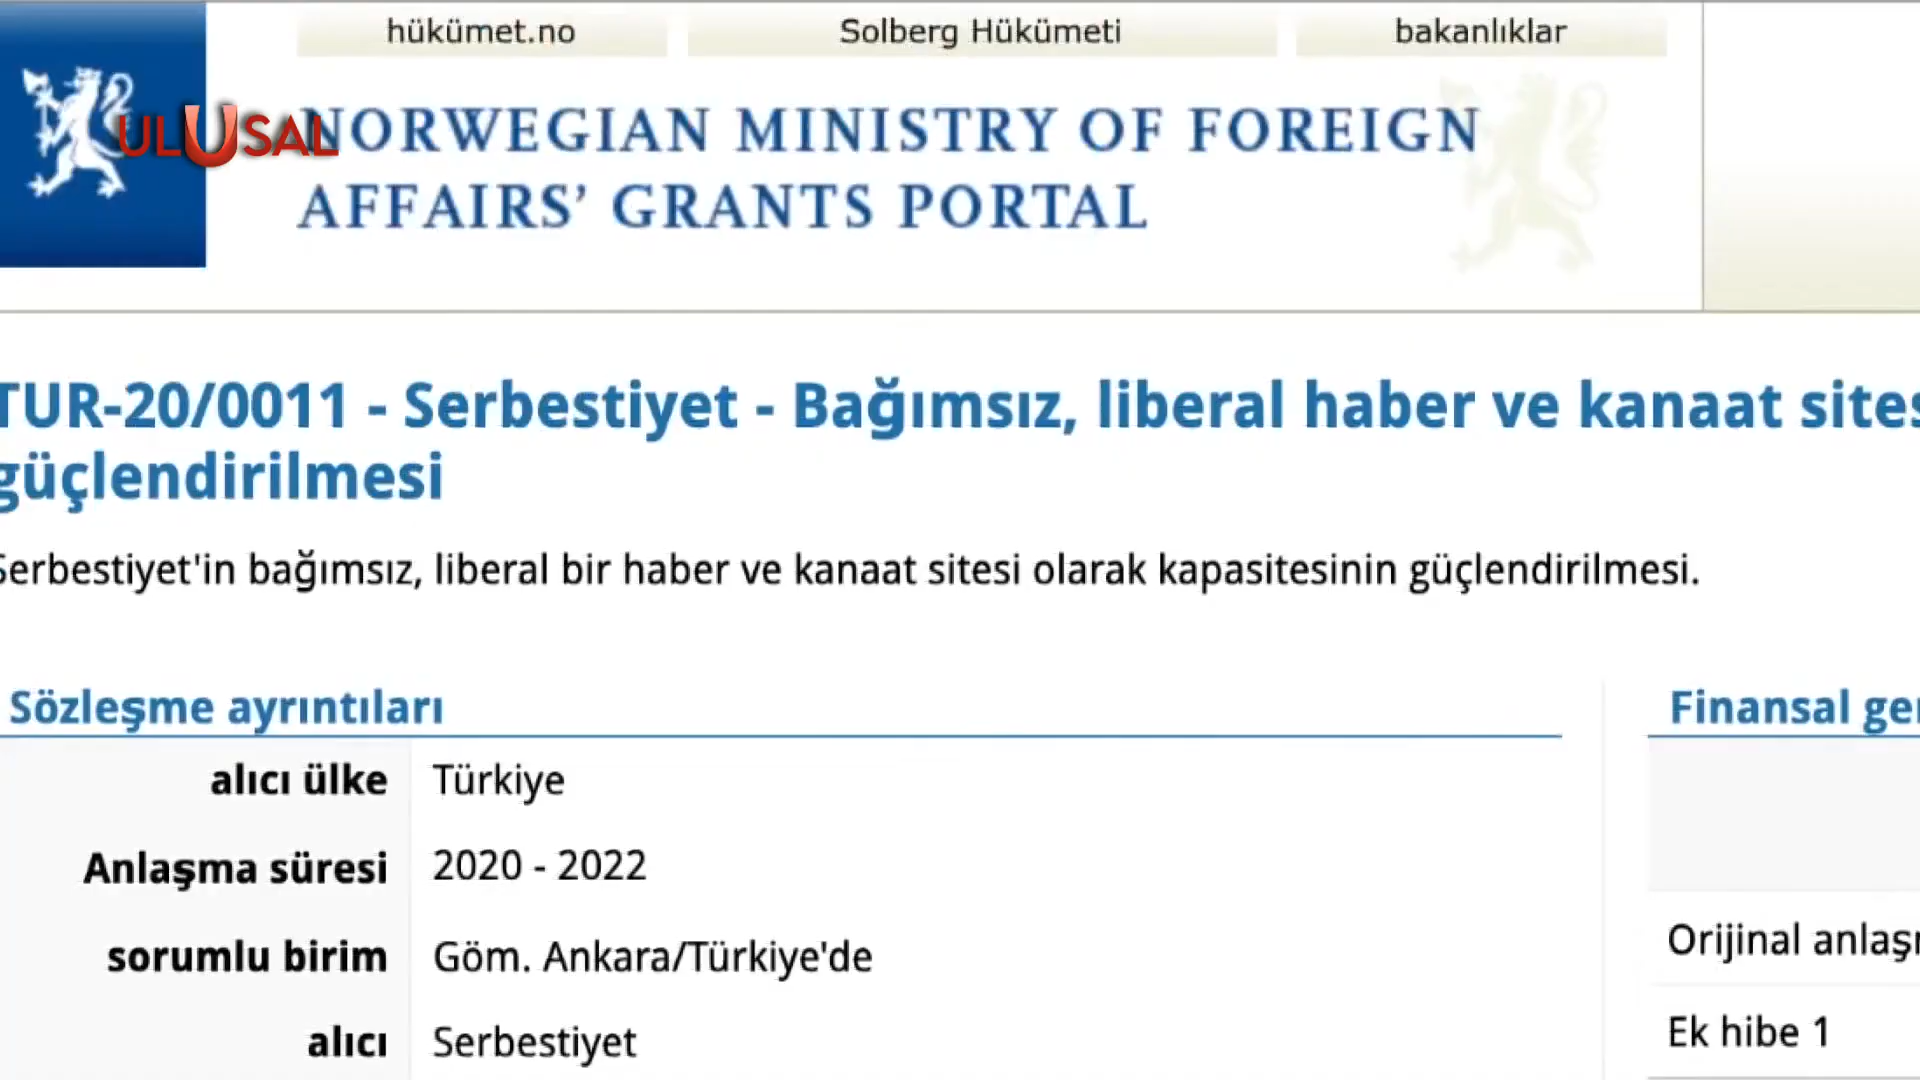 hükümet.no
Solberg Hükümeti
bakanlıklar
ULUSAL
NORWEGIAN MINISTRY OF FOREIGN
AFFAIRS’ GRANTS PORTAL
TUR-20/0011 - Serbestiyet - Bağımsız, liberal haber ve kanaat sites
güçlendirilmesi
Serbestiyet'in bağımsız, liberal bir haber ve kanaat sitesi olarak kapasitesinin güçlendirilmesi.
Sözleşme ayrıntıları
Finansal ger
alıcı ülke Türkiye
Anlaşma süresi 2020 - 2022
sorumlu birim Göm. Ankara/Türkiye'de
Orijinal anlaşm
alıcı Serbestiyet
Ek hibe 1